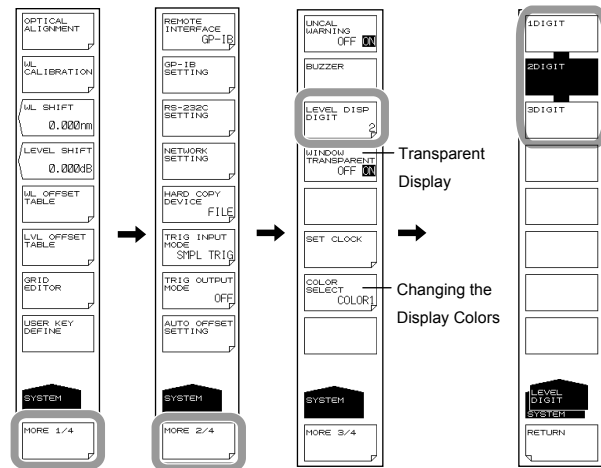 OPTICAL
ALIGNMENT
WL
CALIBRATION
WL SHIFT
0.000nm
LEVEL SHIFT
0.000dB
WL OFFSET
TABLE
LVL OFFSET
TABLE
GRID
EDITOR
USER KEY
DEFINE
SYSTEM
MORE 1/4
REMOTE
INTERFACE
GP-IB
GP-IB
SETTING
RS-232C
SETTING
NETWORK
SETTING
HARD COPY
DEVICE
FILE
TRIG INPUT
MODE
SMPL TRIG
TRIG OUTPUT
MODE
OFF
AUTO OFFSET
SETTING
SYSTEM
MORE 2/4
UNCAL
WARNING
OFF ON
BUZZER
LEVEL DISP
DIGIT
2
WINDOW
TRANSPARENT
OFF ON
SET CLOCK
COLOR
SELECT
COLOR1
SYSTEM
MORE 3/4
Transparent
Display
Changing the
Display Colors
1DIGIT
2DIGIT
3DIGIT
LEVEL
DIGIT
SYSTEM
RETURN